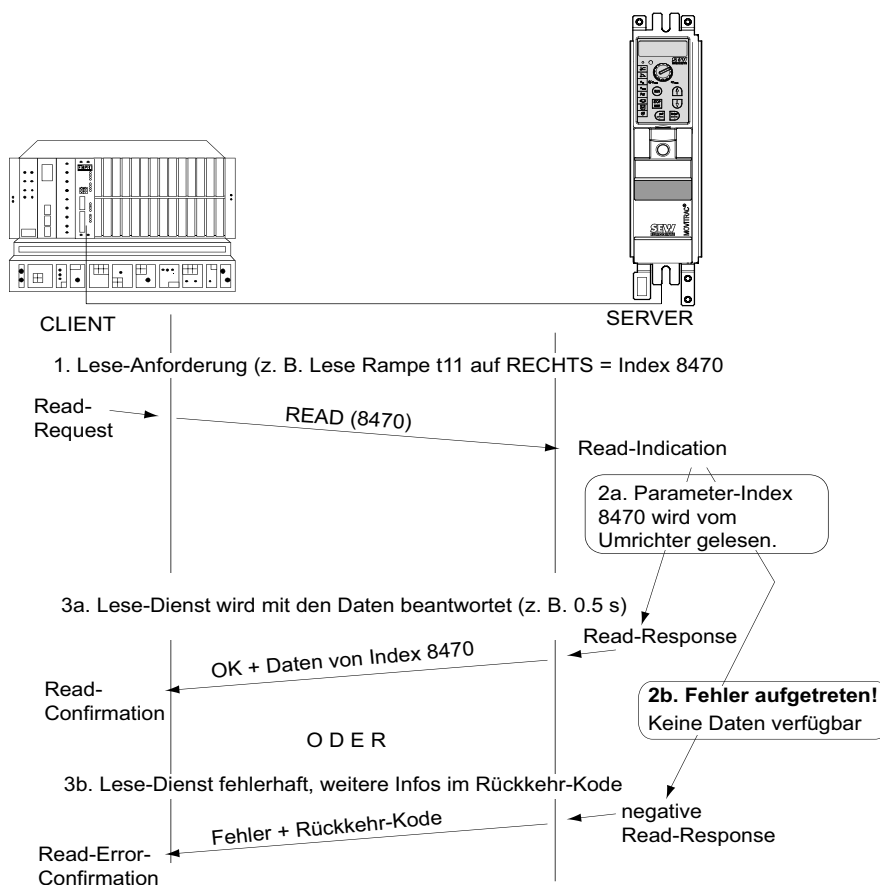 SEW
SEW
MOVITRAC®
CLIENT
SERVER
1. Lese-Anforderung (z. B. Lese Rampe t11 auf RECHTS = Index 8470
Read-
Request
READ (8470)
Read-Indication
2a. Parameter-Index
8470 wird vom
Umrichter gelesen.
3a. Lese-Dienst wird mit den Daten beantwortet (z. B. 0.5 s)
Read-Response
OK + Daten von Index 8470
Read-
Confirmation
2b. Fehler aufgetreten!
Keine Daten verfügbar
O D E R
3b. Lese-Dienst fehlerhaft, weitere Infos im Rückkehr-Kode
negative
Read-Response
Fehler + Rückkehr-Kode
Read-Error-
Confirmation